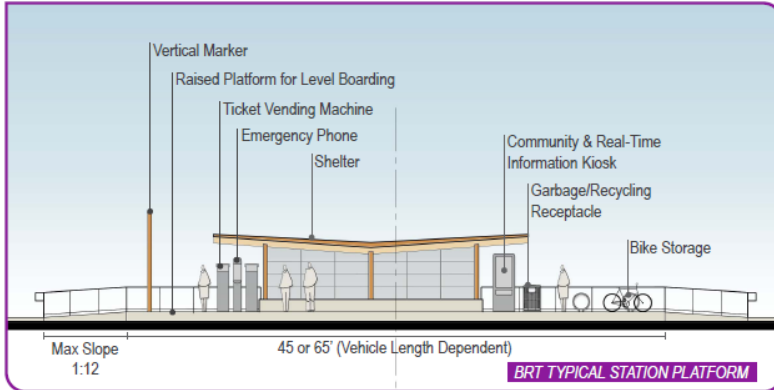 Vertical Marker
Raised Platform for Level Boarding
Ticket Vending Machine
Emergency Phone
Shelter
Community & Real-Time
Information Kiosk
Garbage/Recycling
Receptacle
Bike Storage
Max Slope
1:12
45 or 65' (Vehicle Length Dependent)
BRT TYPICAL STATION PLATFORM